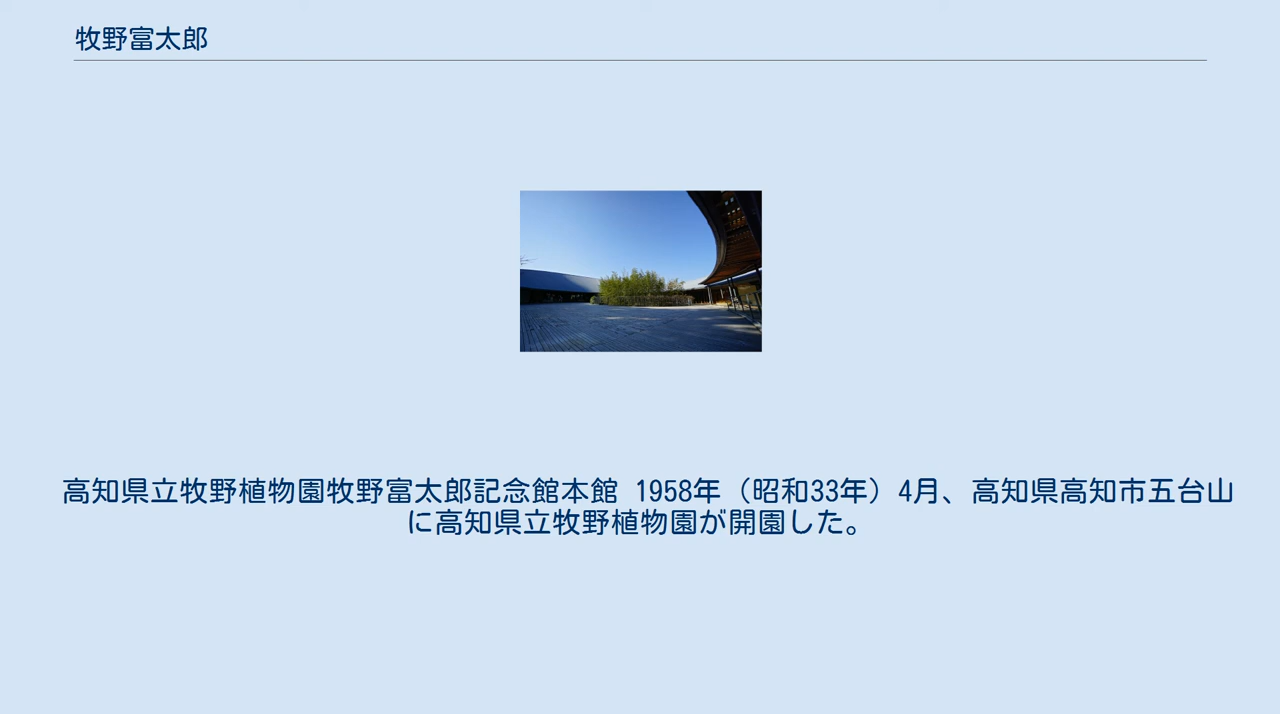 牧野富太郎
高知県立牧野植物園牧野富太郎記念館本館 1958年（昭和33年）4月、高知県高知市五台山
に高知県立牧野植物園が開園した。